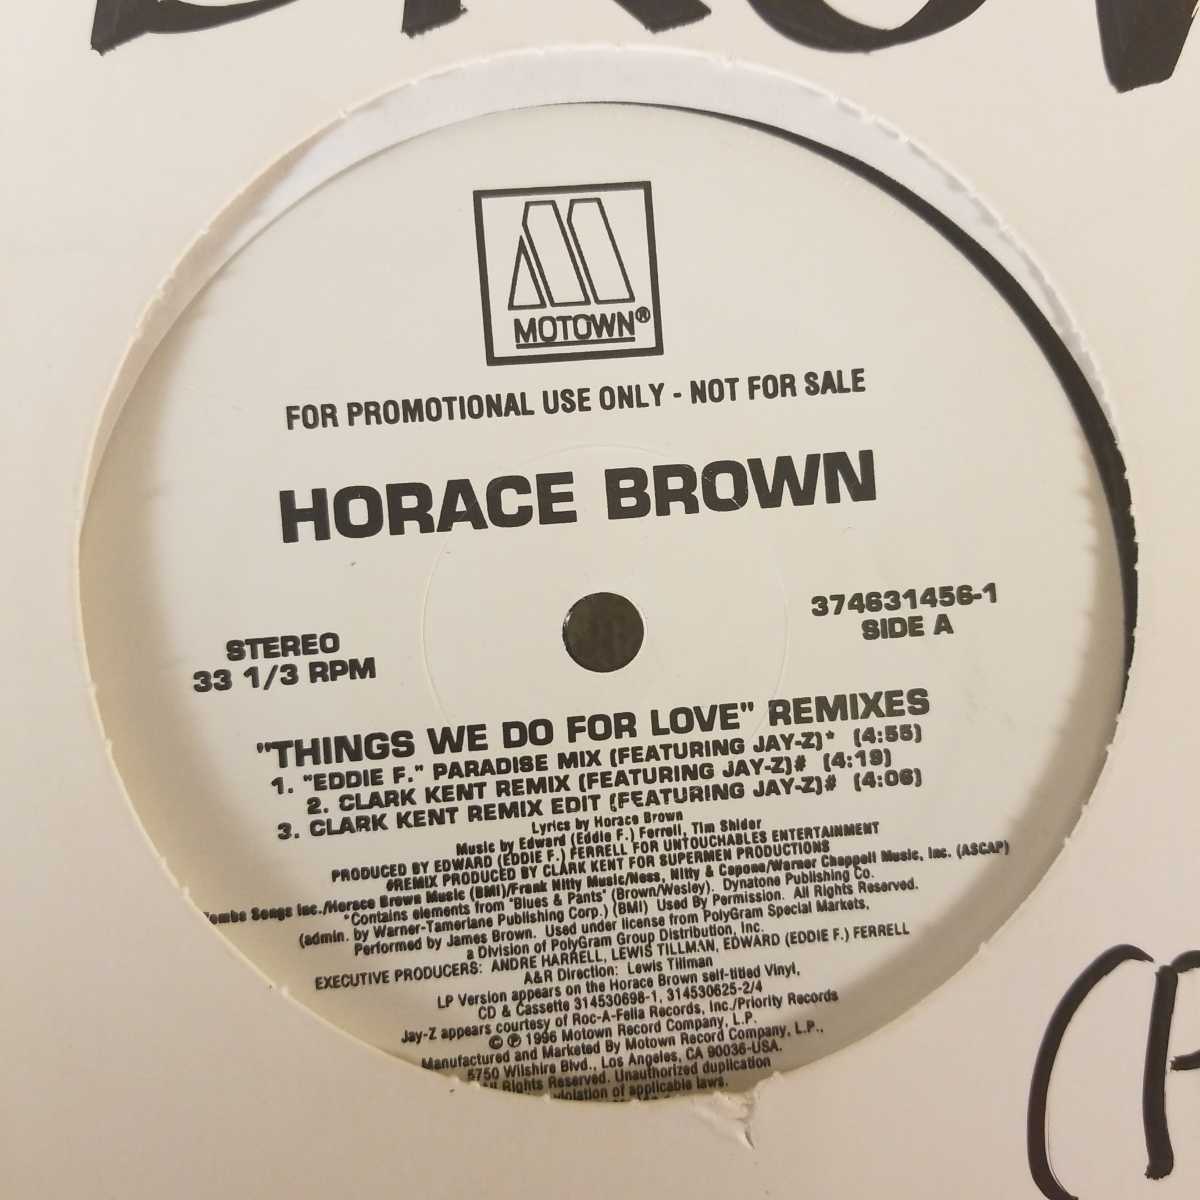 MOTOWN®
FOR PROMOTIONAL USE ONLY - NOT FOR SALE
HORACE BROWN
STEREO
33 1/3 RPM
374631456-1
SIDE A
"THINGS WE DO FOR LOVE" REMIXES
1. "EDDIE F." PARADISE MIX (FEATURING JAY-Z)* (4:55)
2. CLARK KENT REMIX (FEATURING JAY-Z)# (4:19)
3. CLARK KENT REMIX EDIT (FEATURING JAY-Z)# (4:06)
Lyrics by Horace Brown
Music by Edward (Eddie F.) Ferrell, Tim Shider
PRODUCED BY EDWARD (EDDIE F.) FERRELL FOR UNTOUCHABLES ENTERTAINMENT
#REMIX PRODUCED BY CLARK KENT FOR SUPERMEN PRODUCTIONS
Songs Inc./Horace Brown Music (BMI)/Frank Nitty Music/Ness, Nitty & Capone/Warner Chappell Music, Inc. (ASCAP)
*Contains elements from "Blues & Pants" (Brown/Wesley). Dynatone Publishing Co.
(admin. by Warner-Tamerlane Publishing Corp.) (BMI) Used By Permission. All Rights Reserved.
Performed by James Brown. Used under license from PolyGram Special Markets,
a Division of PolyGram Group Distribution, Inc.
EXECUTIVE PRODUCERS: ANDRE HARRELL, LEWIS TILLMAN, EDWARD (EDDIE F.) FERRELL
A&R Direction: Lewis Tillman
LP Version appears on the Horace Brown self-titled Vinyl,
CD & Cassette 314530698-1, 314530625-2/4
Jay-Z appears courtesy of Roc-A-Fella Records, Inc./Priority Records
© ℗ 1996 Motown Record Company, L.P.
Manufactured and Marketed By Motown Record Company, L.P.,
5750 Wilshire Blvd., Los Angeles, CA 90036-USA.
All Rights Reserved. Unauthorized duplication
violation of applicable laws.